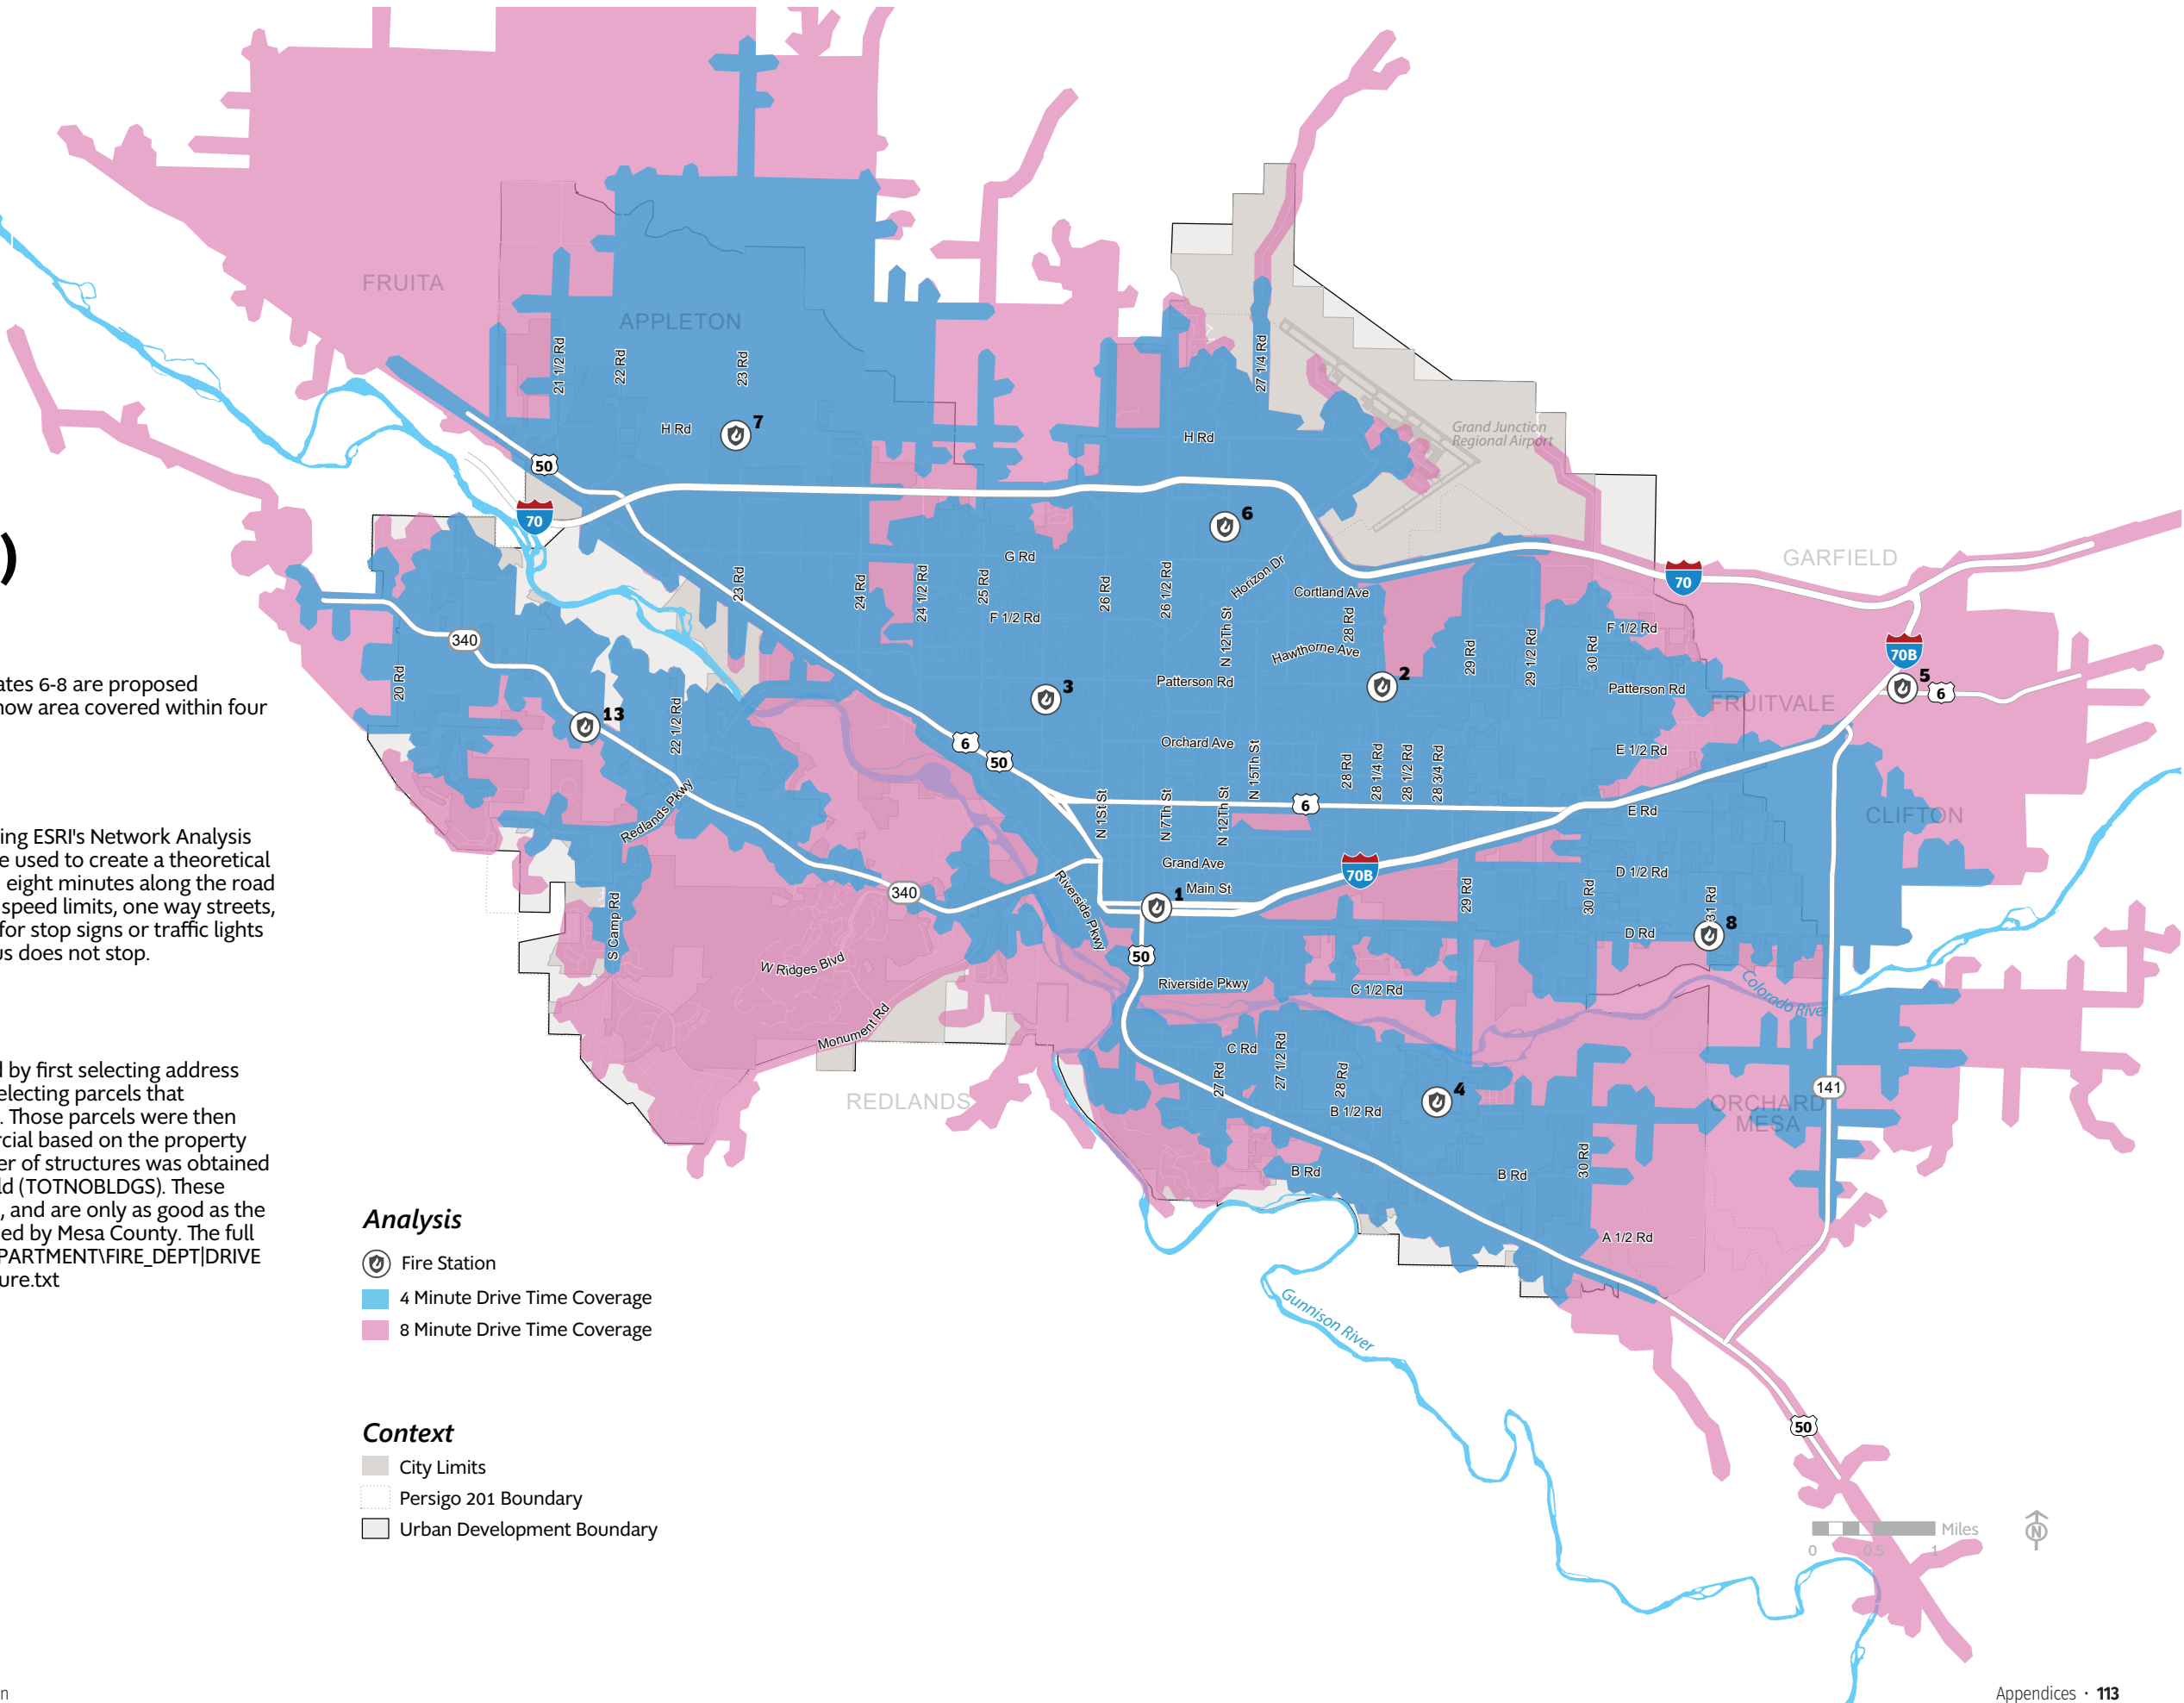 )
ates 6-8 are proposed
now area covered within four
ing ESRI's Network Analysis
e used to create a theoretical
eight minutes along the road
speed limits, one way streets,
for stop signs or traffic lights
us does not stop.
d by first selecting address
electing parcels that
. Those parcels were then
rcial based on the property
er of structures was obtained
ld (TOTNOBLDGS). These
, and are only as good as the
ed by Mesa County. The full
PARTMENT\FIRE_DEPT|DRIVE
ure.txt
FRUITA
APPLETON
21 1/2 Rd
22 Rd
23 Rd
27 1/4 Rd
H Rd
7
H Rd
Grand Junction
Regional Airport
50
70
6
G Rd
GARFIELD
70
23 Rd
24 Rd
24 1/2 Rd
25 Rd
26 Rd
26 1/2 Rd
Horizon Dr
Cortland Ave
F 1/2 Rd
N 12Th St
28 Rd
Hawthorne Ave
29 Rd
29 1/2 Rd
30 Rd
F 1/2 Rd
340
20 Rd
70B
3
Patterson Rd
2
Patterson Rd
5
6
FRUITVALE
13
22 1/2 Rd
6
50
Orchard Ave
N 15Th St
28 Rd
28 1/4 Rd
28 1/2 Rd
28 3/4 Rd
E 1/2 Rd
Redlands Pkwy
N 1St St
N 7Th St
N 12Th St
6
E Rd
CLIFTON
Grand Ave
70B
D 1/2 Rd
340
Main St
1
29 Rd
30 Rd
31 Rd
8
S Camp Rd
Riverside Pkwy
D Rd
50
W Ridges Blvd
Riverside Pkwy
C 1/2 Rd
Colorado River
Monument Rd
C Rd
27 Rd
27 1/2 Rd
28 Rd
REDLANDS
B 1/2 Rd
4
141
ORCHARD
MESA
B Rd
B Rd
30 Rd
A 1/2 Rd
Gunnison River
50
Analysis
Fire Station
4 Minute Drive Time Coverage
8 Minute Drive Time Coverage
Context
City Limits
Persigo 201 Boundary
Urban Development Boundary
Miles
0
0.5
1
N
n
Appendices · 113